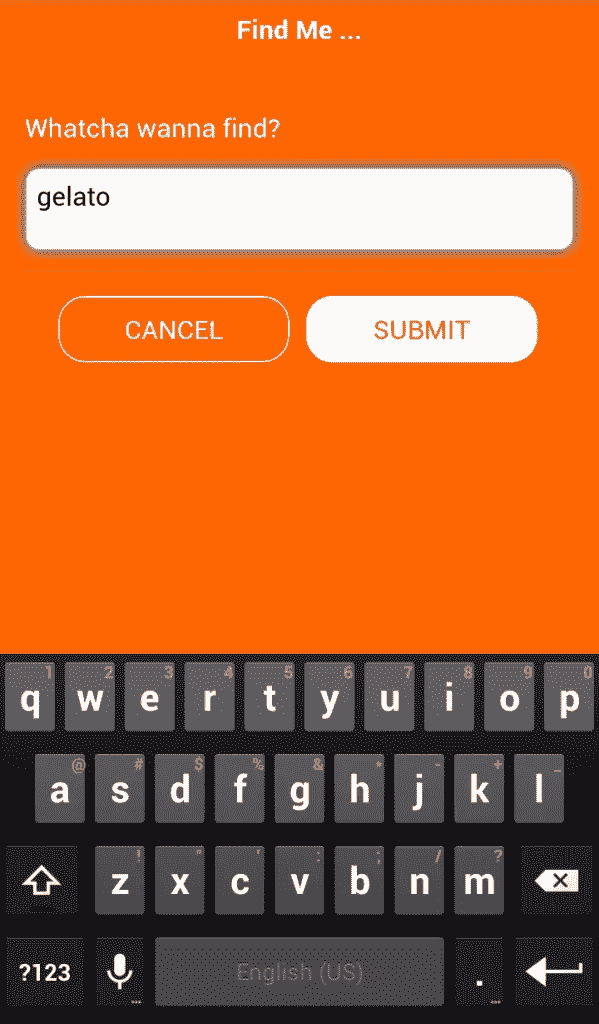 Find Me ...
Whatcha wanna find?
gelato
CANCEL SUBMIT
1 2 3 4 5 6 7 8 9 0
q w e r t y u i o p
@ # $ % & * - + _
a s d f g h j k l
! " ' : ; / ?
z x c v b n m
?123 ... English (US) . ...